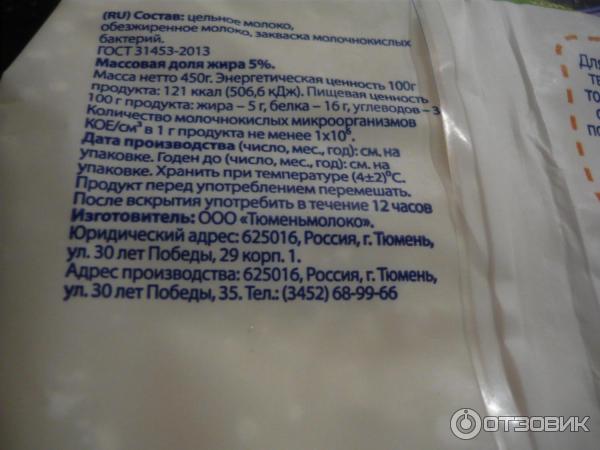 (RU) Состав: цельное молоко,
обезжиренное молоко, закваска молочнокислых
бактерий.
ГОСТ 31453-2013
Массовая доля жира 5%.
Масса нетто 450г. Энергетическая ценность 100г
продукта: 121 ккал (506,6 кДж). Пищевая ценность
100 г продукта: жира – 5 г, белка – 16 г, углеводов – 3
Количество молочнокислых микроорганизмов
КОЕ/см³ в 1 г продукта не менее 1х10⁶.
Дата производства (число, мес., год): см. на
упаковке. Годен до (число, мес., год): см. на
упаковке. Хранить при температуре (4±2)⁰С.
Продукт перед употреблением перемешать.
После вскрытия употребить в течение 12 часов
Изготовитель: ООО «Тюменьмолоко».
Юридический адрес: 625016, Россия, г. Тюмень,
ул. 30 лет Победы, 29 корп. 1.
Адрес производства: 625016, Россия, г. Тюмень,
ул. 30 лет Победы, 35. Тел.: (3452) 68-99-66
Для
то
по
ОТЗОВИК